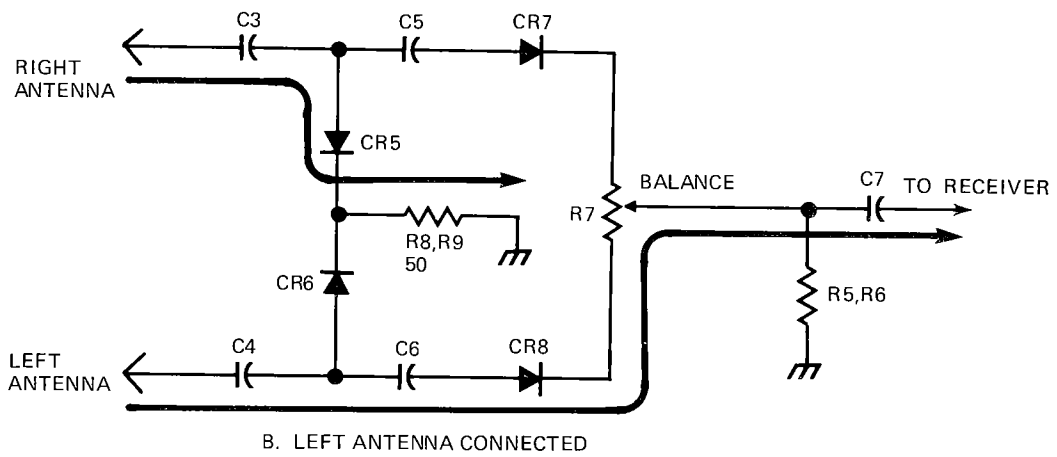 C3
C5
CR7
RIGHT
ANTENNA
CR5
BALANCE
C7
TO RECEIVER
R7
R8,R9
50
CR6
R5,R6
LEFT
ANTENNA
C4
C6
CR8
B. LEFT ANTENNA CONNECTED